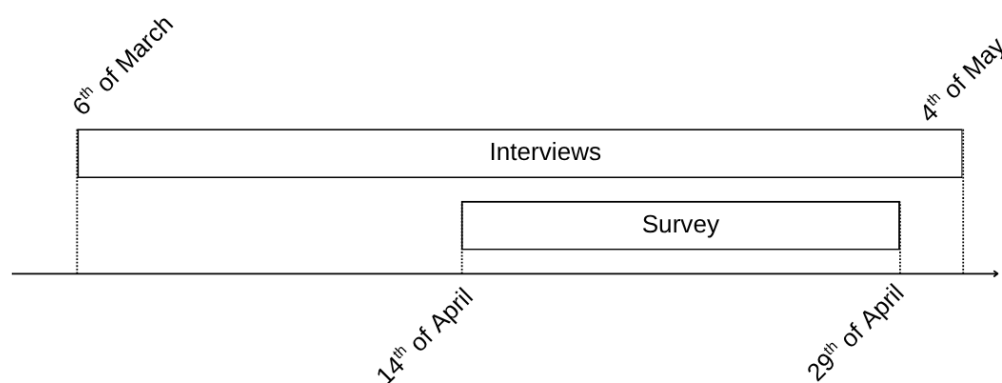 6th of March
4th of May
Interviews
Survey
14th of April
29th of April